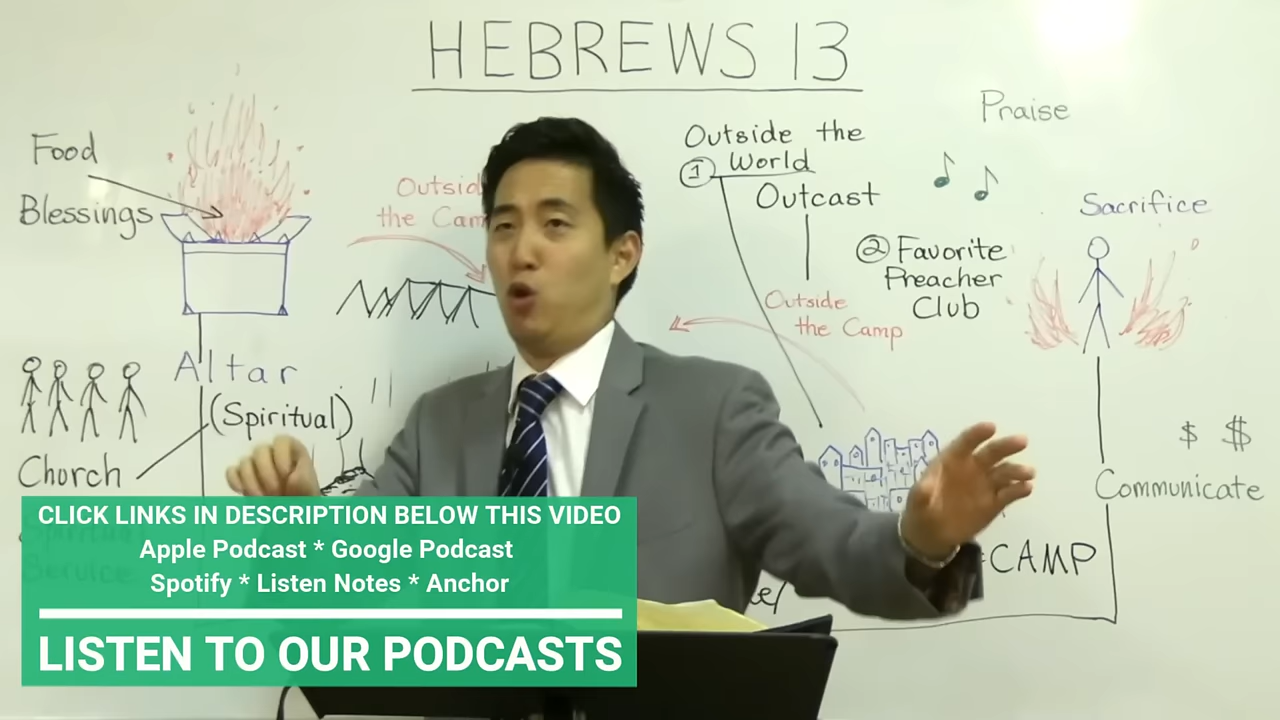 HEBREWS 13
Food
Blessings
Altar
(Spiritual)
Church
Outside the
① World
Outcast
the Cam
Outside
the Camp
② Favorite
Preacher
Club
Praise
Sacrifice
$ $
Communicate
CAMP
CLICK LINKS IN DESCRIPTION BELOW THIS VIDEO
Apple Podcast * Google Podcast
Spotify * Listen Notes * Anchor
LISTEN TO OUR PODCASTS